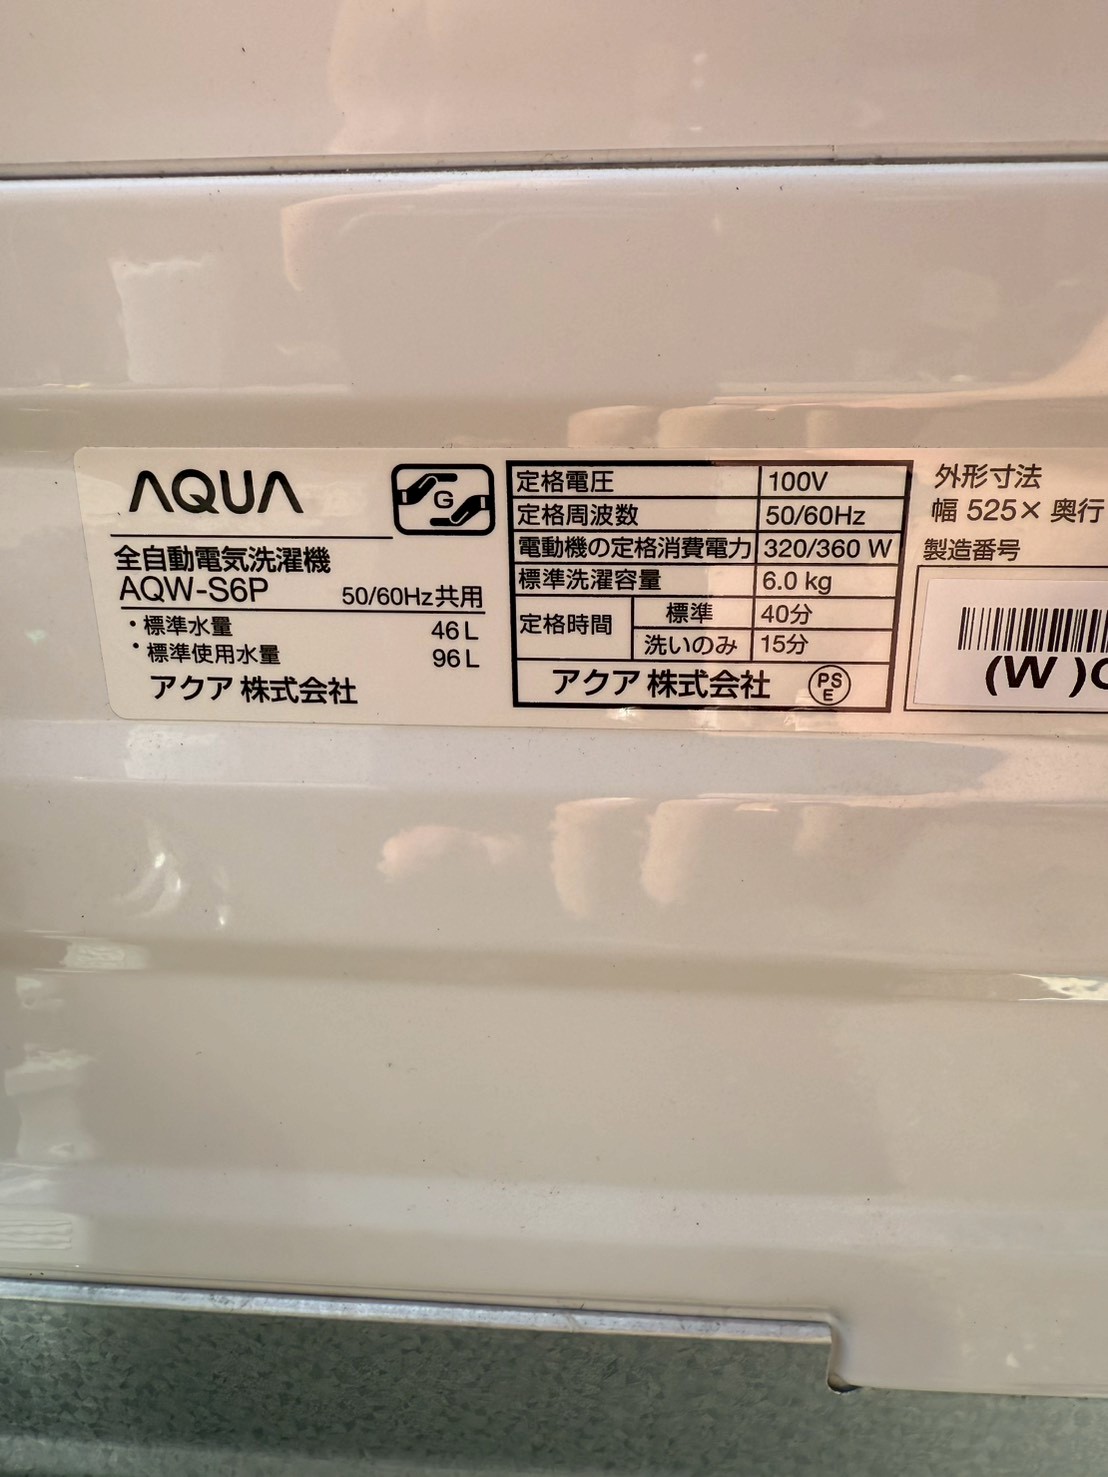 AQUA
G
全自動電気洗濯機
AQW-S6P 50/60Hz共用
・標準水量 46L
・標準使用水量 96L
アクア 株式会社
定格電圧 100V
定格周波数 50/60Hz
電動機の定格消費電力 320/360 W
標準洗濯容量 6.0 kg
定格時間 標準 40分
洗いのみ 15分
アクア 株式会社 PSE
外形寸法
幅 525× 奥行
製造番号
(W )